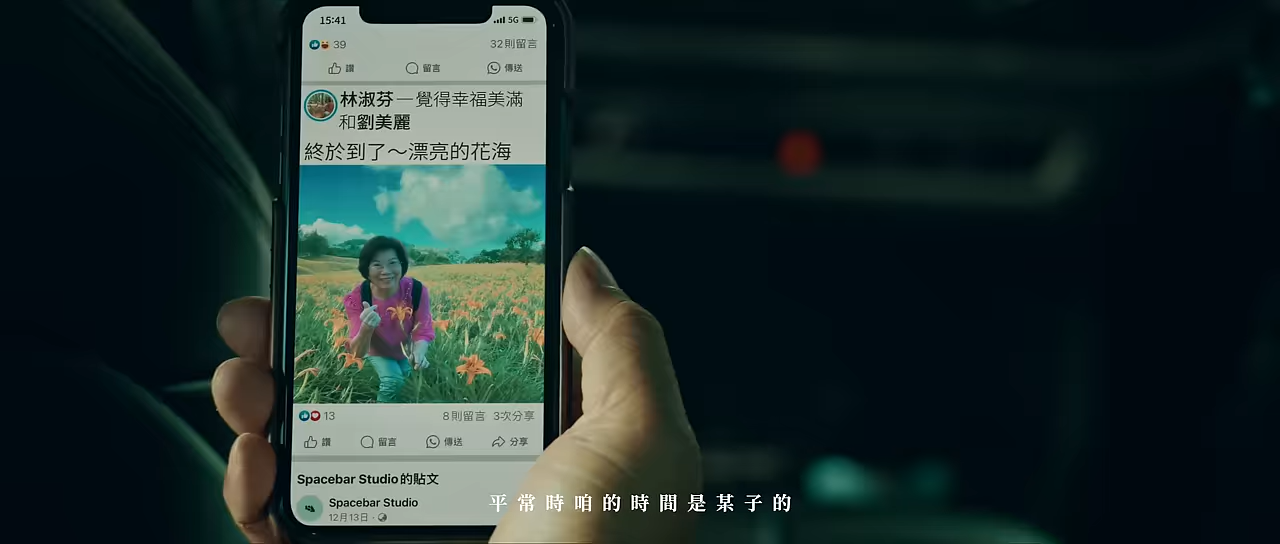 15:41
5G
39
32則留言
讚 留言 傳送
林淑芬 — 覺得幸福美滿
和劉美麗
終於到了～漂亮的花海
13
8則留言 3次分享
讚 留言 傳送 分享
Spacebar Studio的貼文
Spacebar Studio
12月13日
平常時咱的時間是某子的